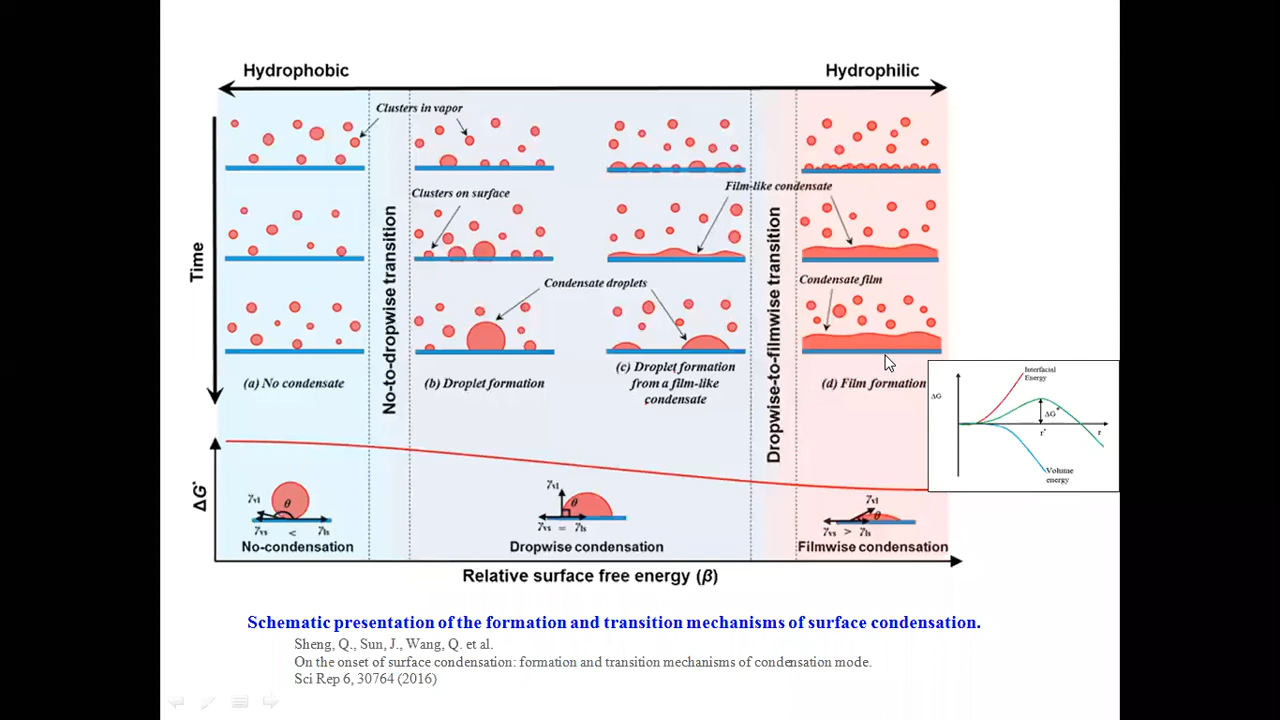 Hydrophobic
Hydrophilic
Clusters in vapor
Time
No-to-dropwise transition
Clusters on surface
Film-like condensate
Dropwise-to-filmwise transition
Condensate droplets
Condensate film
(a) No condensate
(b) Droplet formation
(c) Droplet formation
from a film-like
condensate
(d) Film formation
Interfacial
Energy
ΔG
ΔG*
r*
r
Volume
energy
ΔG*
γvl
θ
γvs < γls
No-condensation
γvl
θ
γvs = γls
Dropwise condensation
γvl
θ
γvs > γls
Filmwise condensation
Relative surface free energy (β)
Schematic presentation of the formation and transition mechanisms of surface condensation.
Sheng, Q., Sun, J., Wang, Q. et al.
On the onset of surface condensation: formation and transition mechanisms of condensation mode.
Sci Rep 6, 30764 (2016)